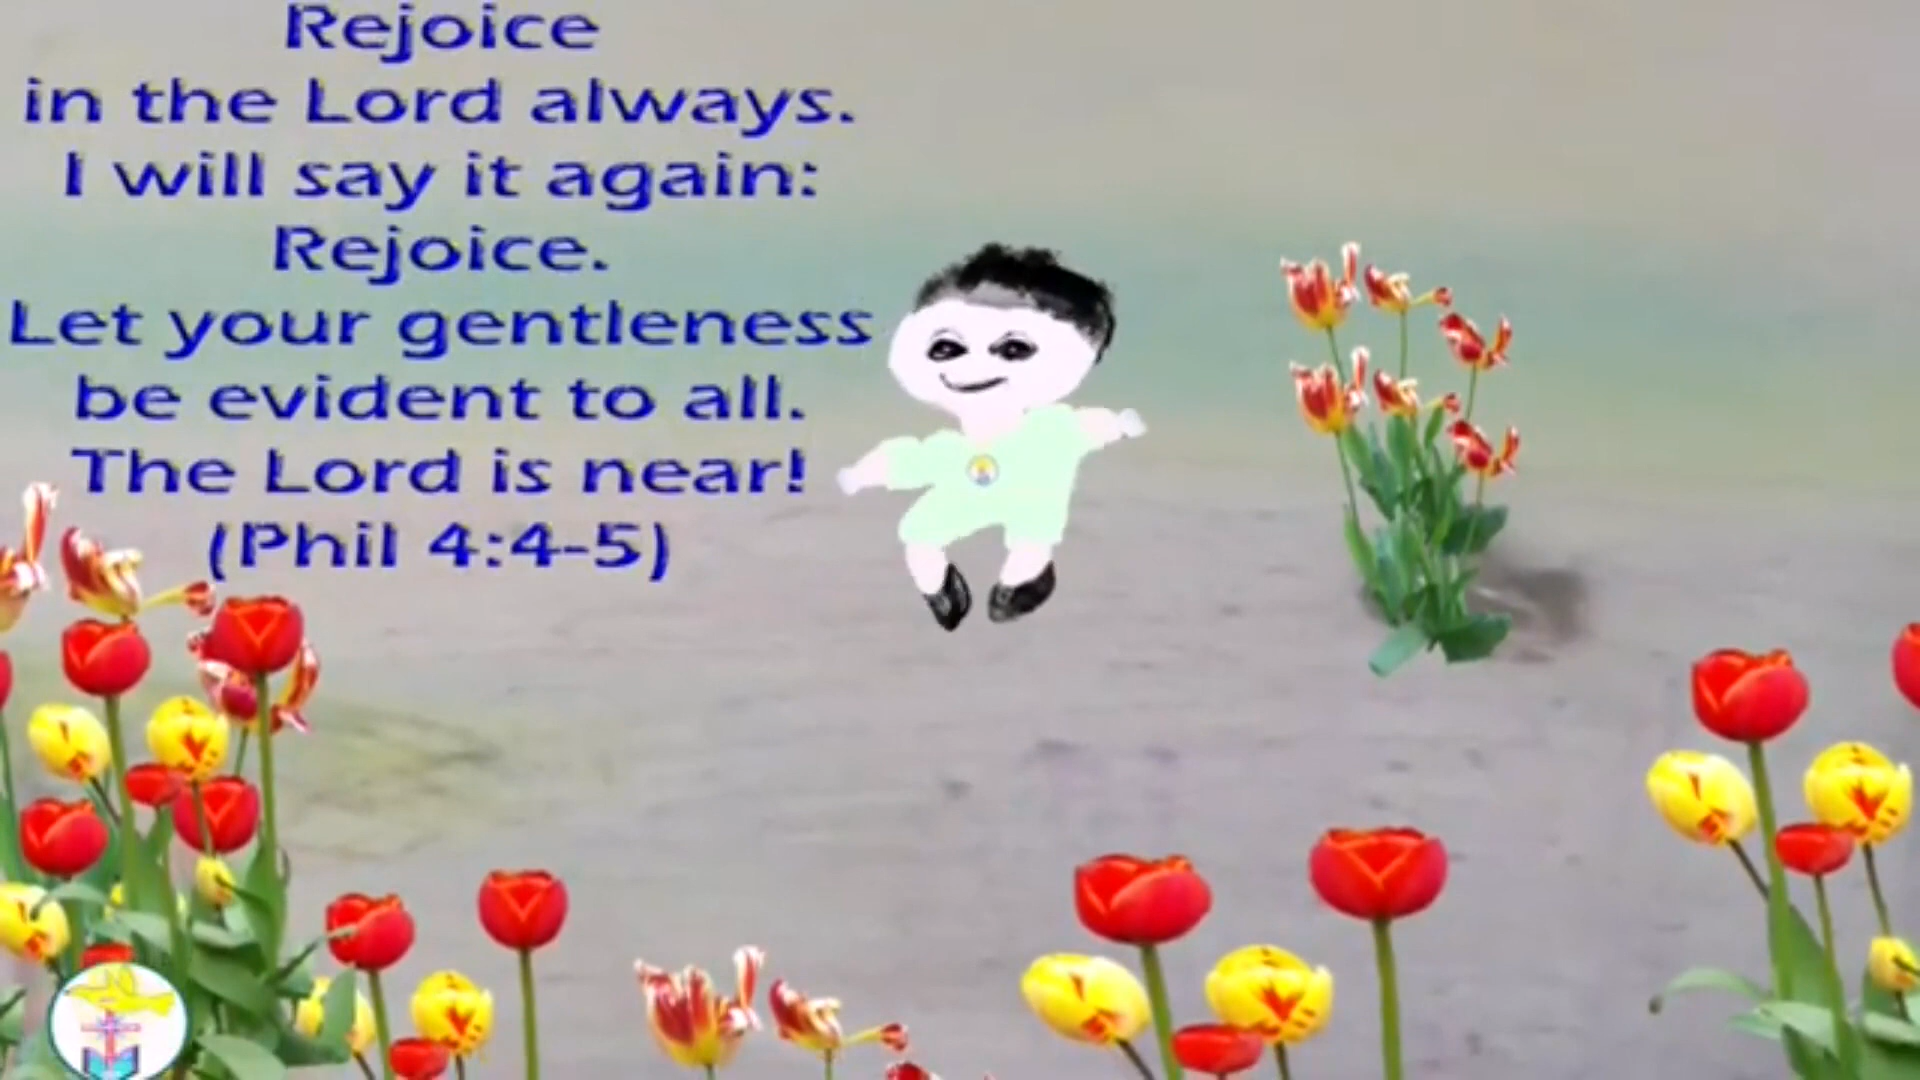 Rejoice
in the Lord always.
I will say it again:
Rejoice.
Let your gentleness
be evident to all.
The Lord is near!
(Phil 4:4-5)